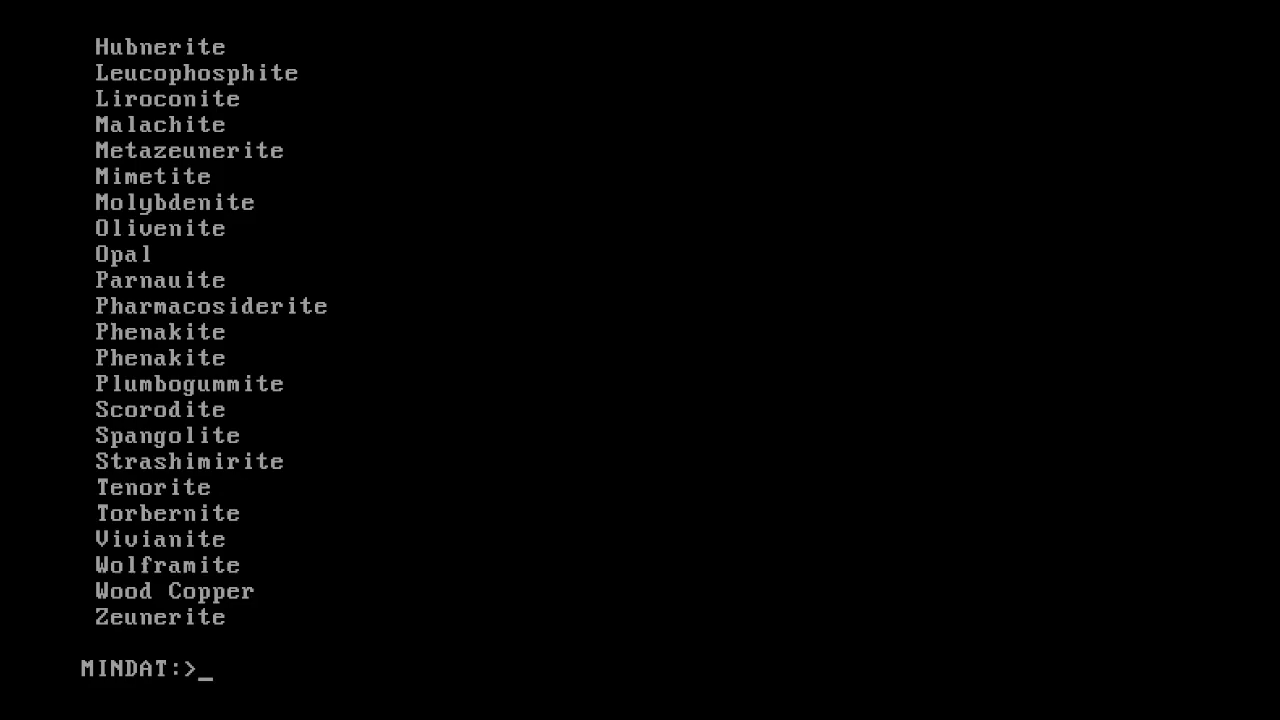 Hubnerite
Leucophosphite
Liroconite
Malachite
Metazeunerite
Mimetite
Molybdenite
Olivenite
Opal
Parnauite
Pharmacosiderite
Phenakite
Phenakite
Plumbogummite
Scorodite
Spangolite
Strashimirite
Tenorite
Torbernite
Vivianite
Wolframite
Wood Copper
Zeunerite
MINDAT:>_